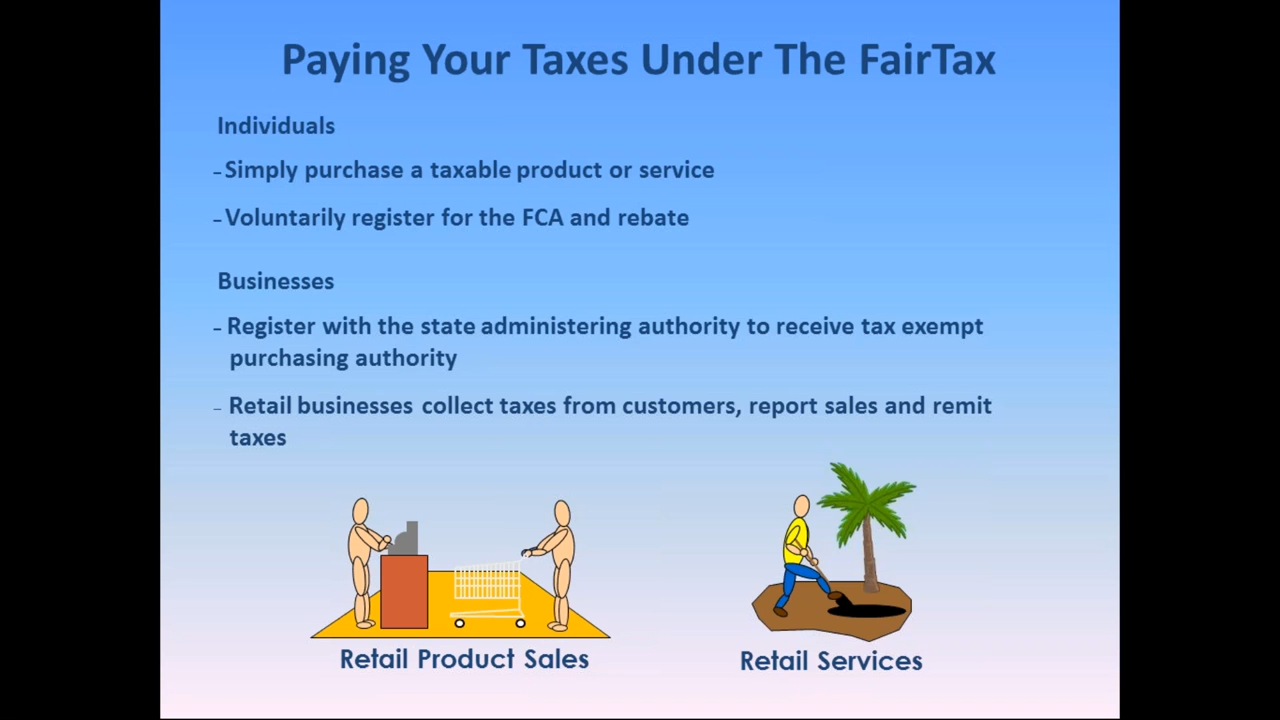 Paying Your Taxes Under The FairTax
Individuals
-Simply purchase a taxable product or service
-Voluntarily register for the FCA and rebate
Businesses
- Register with the state administering authority to receive tax exempt
purchasing authority
- Retail businesses collect taxes from customers, report sales and remit
taxes
Retail Product Sales
Retail Services